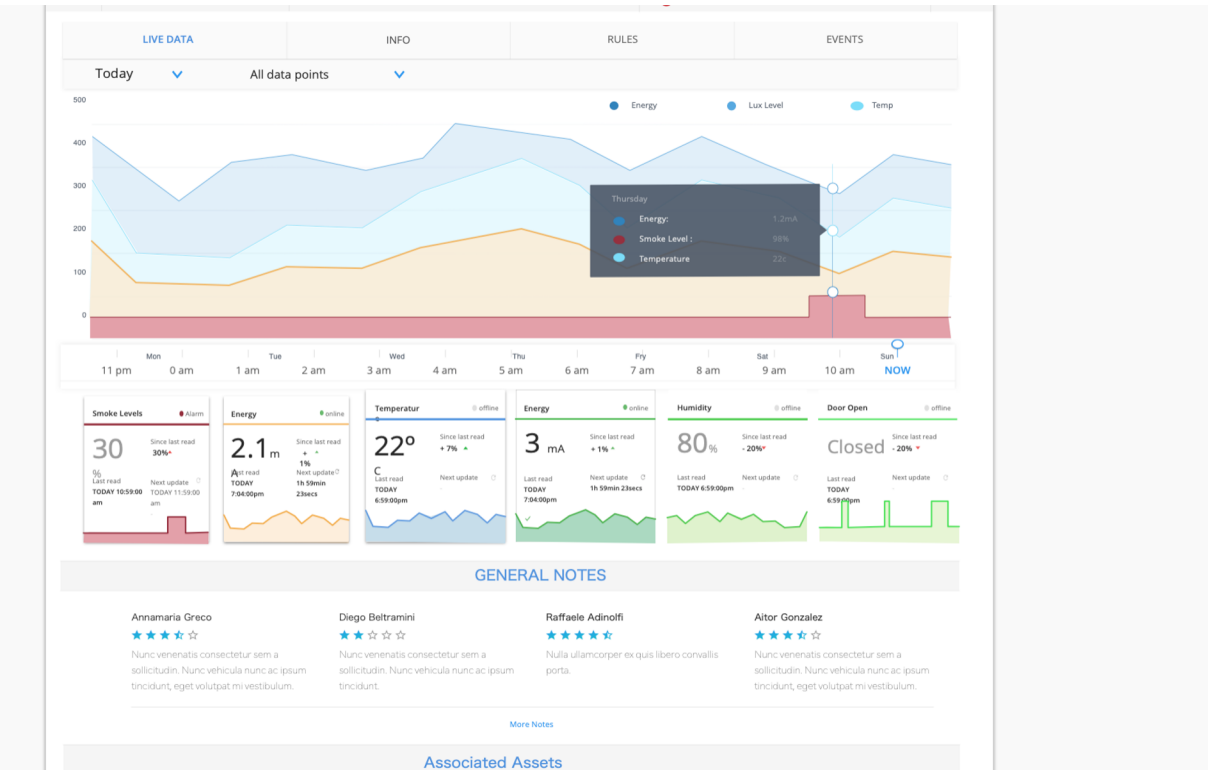 LIVE DATA INFO RULES EVENTS
Today All data points
Energy Lux Level Temp
500
400
300
200
100
0
Thursday
Energy: 1.2mA
Smoke Level : 98%
Temperature 22c
Mon Tue Wed Thu Fry Sat Sun
11 pm 0 am 1 am 2 am 3 am 4 am 5 am 6 am 7 am 8 am 9 am 10 am NOW
Smoke Levels Alarm
30 %
Since last read
30%
Last read
TODAY 10:59:00 am
Next update
TODAY 11:59:00 am
Energy online
2.1m A
Since last read
+ 1%
Last read
TODAY
7:04:00pm
Next update
1h 59min
23secs
Temperatur offline
22º C
Since last read
+ 7%
Last read
TODAY
6:59:00pm
Next update
Energy online
3 mA
Since last read
+ 1%
Last read
TODAY
7:04:00pm
Next update
1h 59min 23secs
Humidity offline
80%
Since last read
- 20%
Last read
TODAY 6:59:00pm
Next update
Door Open offline
Closed
Since last read
- 20%
Last read
TODAY
6:59:00pm
Next update
GENERAL NOTES
Annamaria Greco
Nunc venenatis consectetur sem a
sollicitudin. Nunc vehicula nunc ac ipsum
tincidunt, eget volutpat mi vestibulum.
Diego Beltramini
Nunc venenatis consectetur sem a
sollicitudin. Nunc vehicula nunc ac ipsum
tincidunt.
Raffaele Adinolfi
Nulla ullamcorper ex quis libero convallis
porta.
Aitor Gonzalez
Nunc venenatis consectetur sem a
sollicitudin. Nunc vehicula nunc ac ipsum
tincidunt, eget volutpat mi vestibulum.
More Notes
Associated Assets